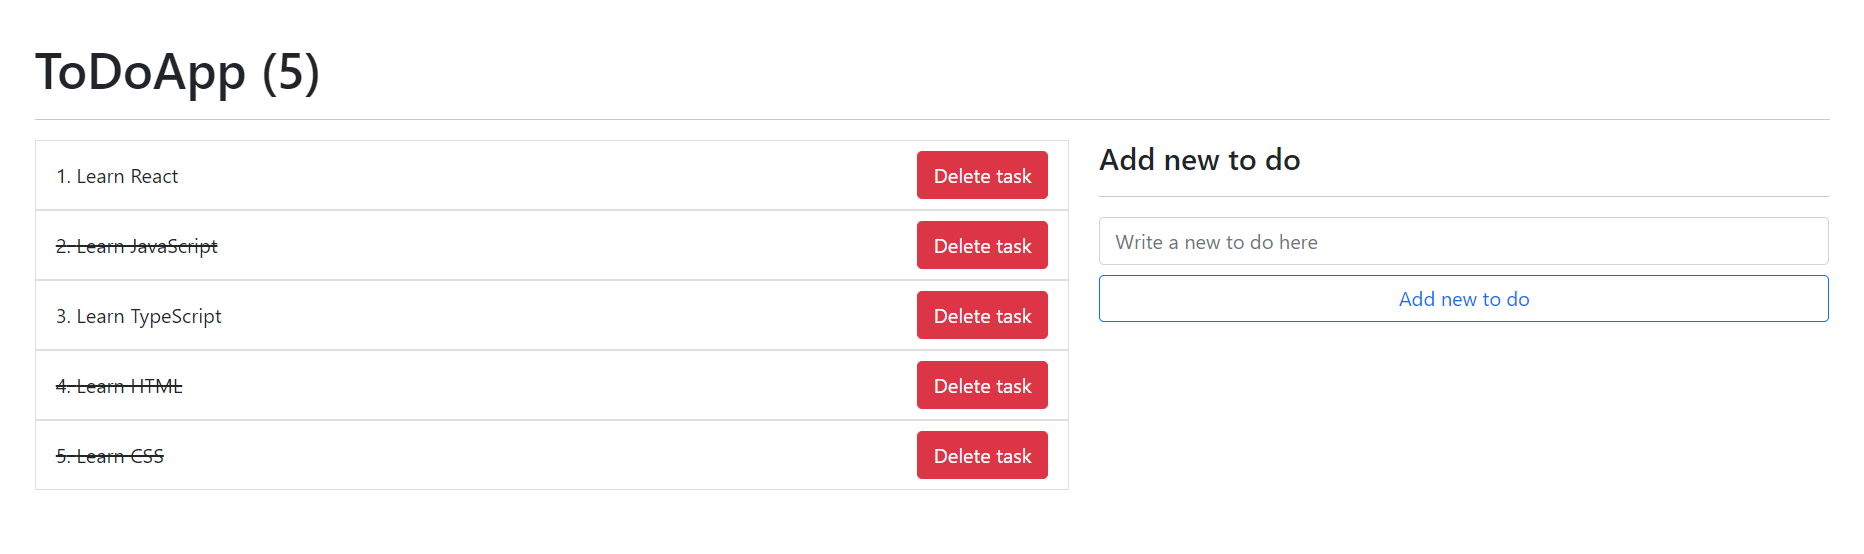 ToDoApp (5)
1. Learn React
Delete task
2. Learn JavaScript
Delete task
3. Learn TypeScript
Delete task
4. Learn HTML
Delete task
5. Learn CSS
Delete task
Add new to do
Write a new to do here
Add new to do